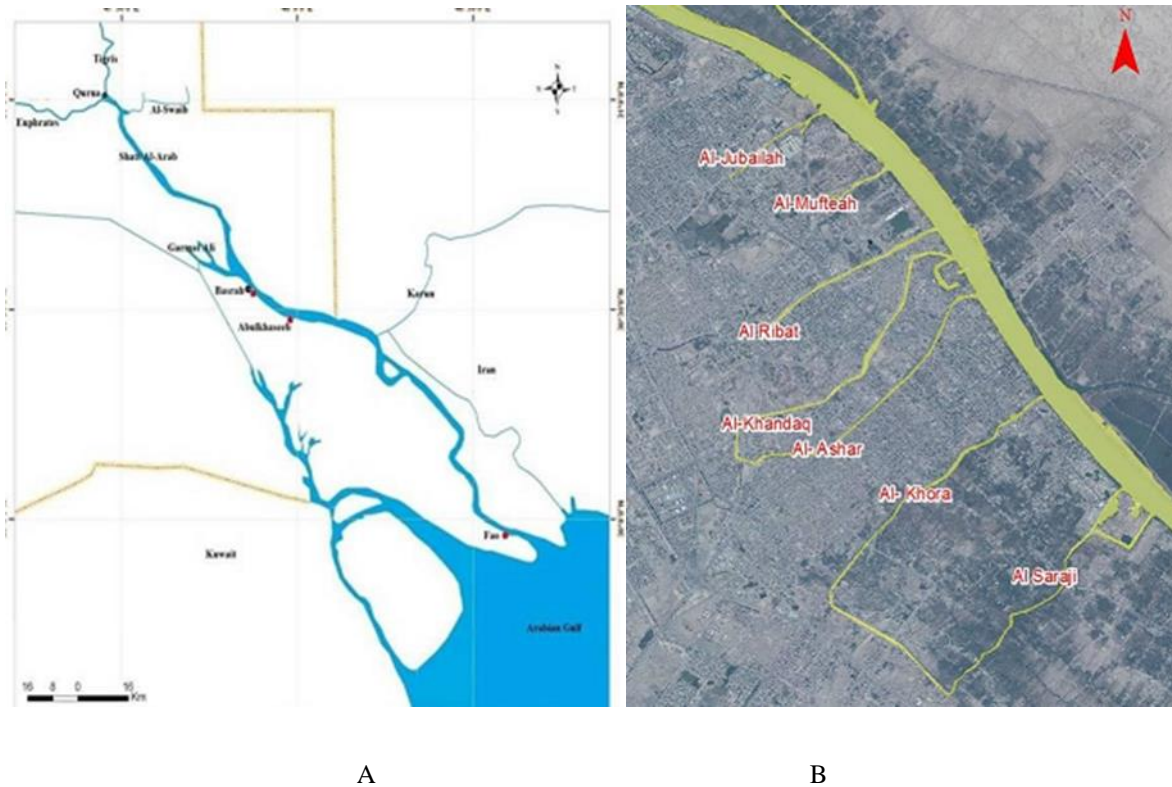 Tigris
Qurna
Al-Swaib
Euphrates
Shatt Al-Arab
Garmat Ali
Basrah
Abulkhaseeb
Karun
Iran
Kuwait
Fao
Arabian Gulf
16 8 0 16
Km
N
Al-Jubailah
Al-Mufteah
Al Ribat
Al-Khandaq
Al- Ashar
Al- Khora
Al Saraji
A
B